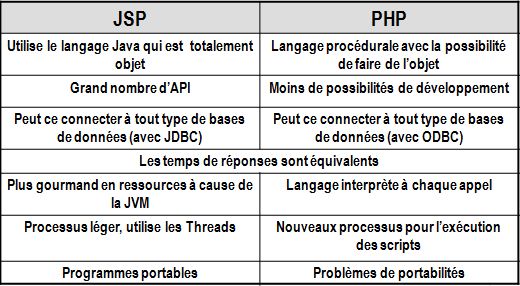 JSP PHP
Utilise le langage Java qui est totalement
objet
Langage procédurale avec la possibilité
de faire de l'objet
Grand nombre d'API
Moins de possibilités de développement
Peut ce connecter à tout type de bases
de données (avec JDBC)
Peut ce connecter à tout type de bases
de données (avec ODBC)
Les temps de réponses sont équivalents
Plus gourmand en ressources à cause de
la JVM
Langage interprète à chaque appel
Processus léger, utilise les Threads
Nouveaux processus pour l'exécution
des scripts
Programmes portables
Problèmes de portabilités